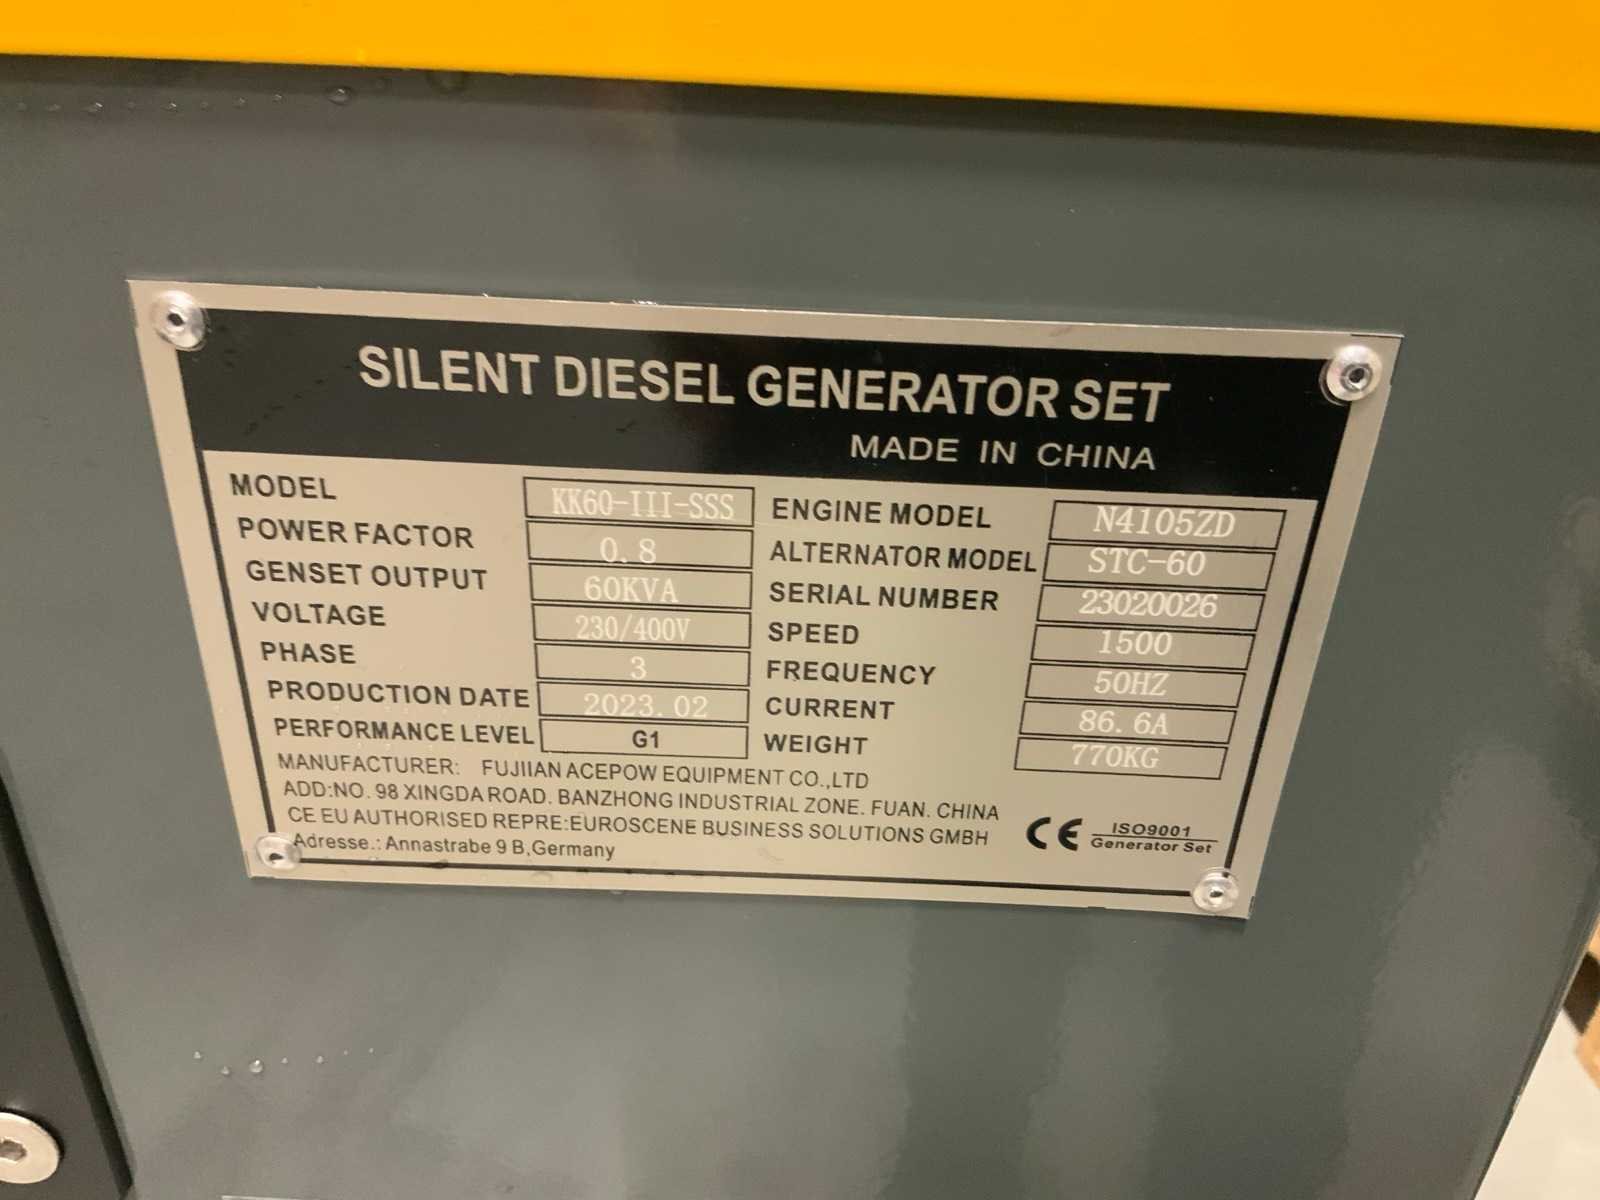 SILENT DIESEL GENERATOR SET
MADE IN CHINA
MODEL KK60-III-SSS
POWER FACTOR 0.8
GENSET OUTPUT 60KVA
VOLTAGE 230/400V
PHASE 3
PRODUCTION DATE 2023.02
PERFORMANCE LEVEL G1
ENGINE MODEL N4105ZD
ALTERNATOR MODEL STC-60
SERIAL NUMBER 23020026
SPEED 1500
FREQUENCY 50HZ
CURRENT 86.6A
WEIGHT 770KG
MANUFACTURER: FUJIIAN ACEPOW EQUIPMENT CO.,LTD
ADD:NO. 98 XINGDA ROAD. BANZHONG INDUSTRIAL ZONE. FUAN. CHINA
CE EU AUTHORISED REPRE:EUROSCENE BUSINESS SOLUTIONS GMBH
Adresse.: Annastrabe 9 B,Germany
CE ISO9001
Generator Set